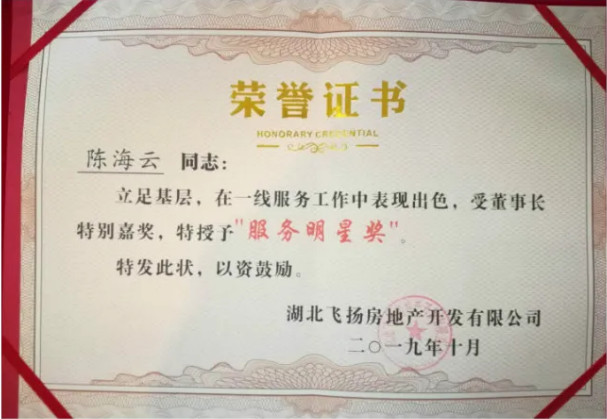 荣誉证书
HONORARY CREDENTIAL
陈海云 同志：
立足基层，在一线服务工作中表现出色，受董事长
特别嘉奖，特授予"服务明星奖"。
特发此状，以资鼓励。
湖北飞扬房地产开发有限公司
二〇一九年十月